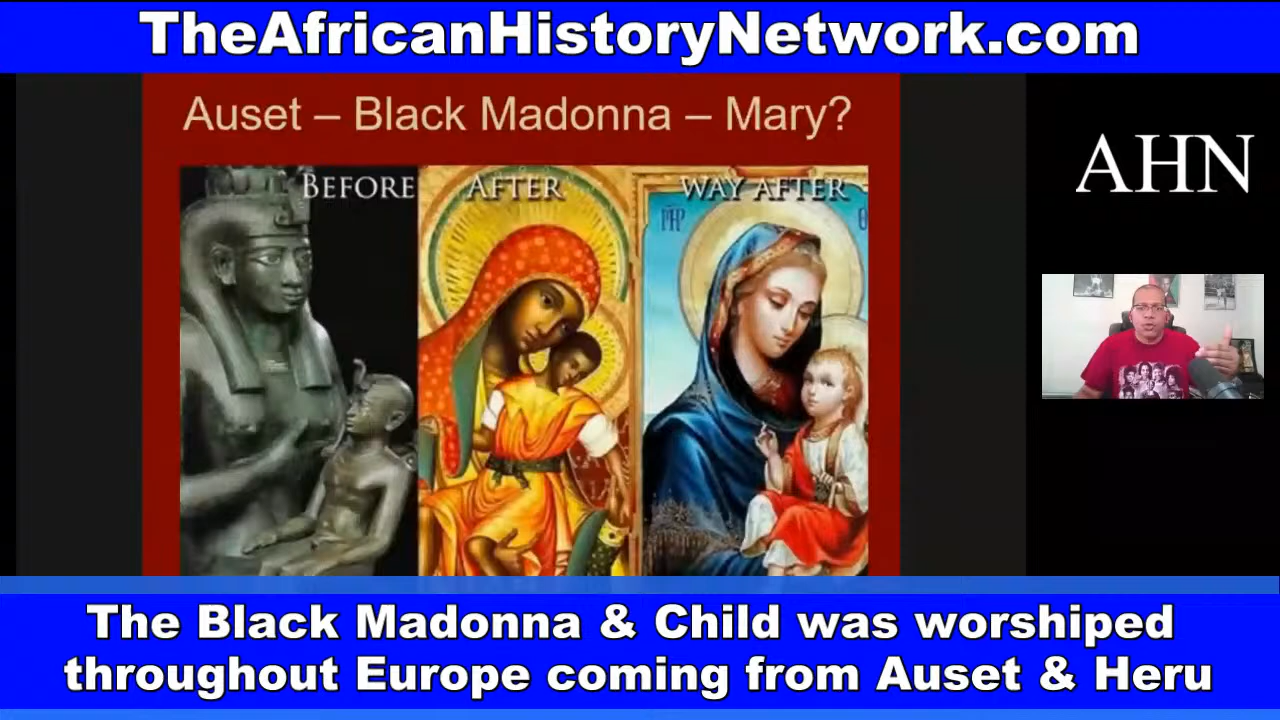 TheAfricanHistoryNetwork.com
Auset – Black Madonna – Mary?
AHN
BEFORE
AFTER
WAY AFTER
The Black Madonna & Child was worshiped
throughout Europe coming from Auset & Heru